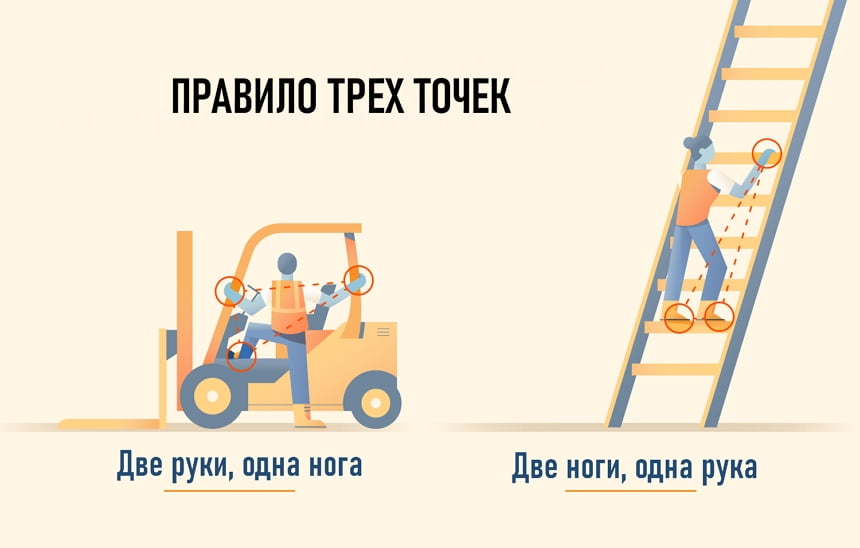 ПРАВИЛО ТРЕХ ТОЧЕК
Две руки, одна нога
Две ноги, одна рука